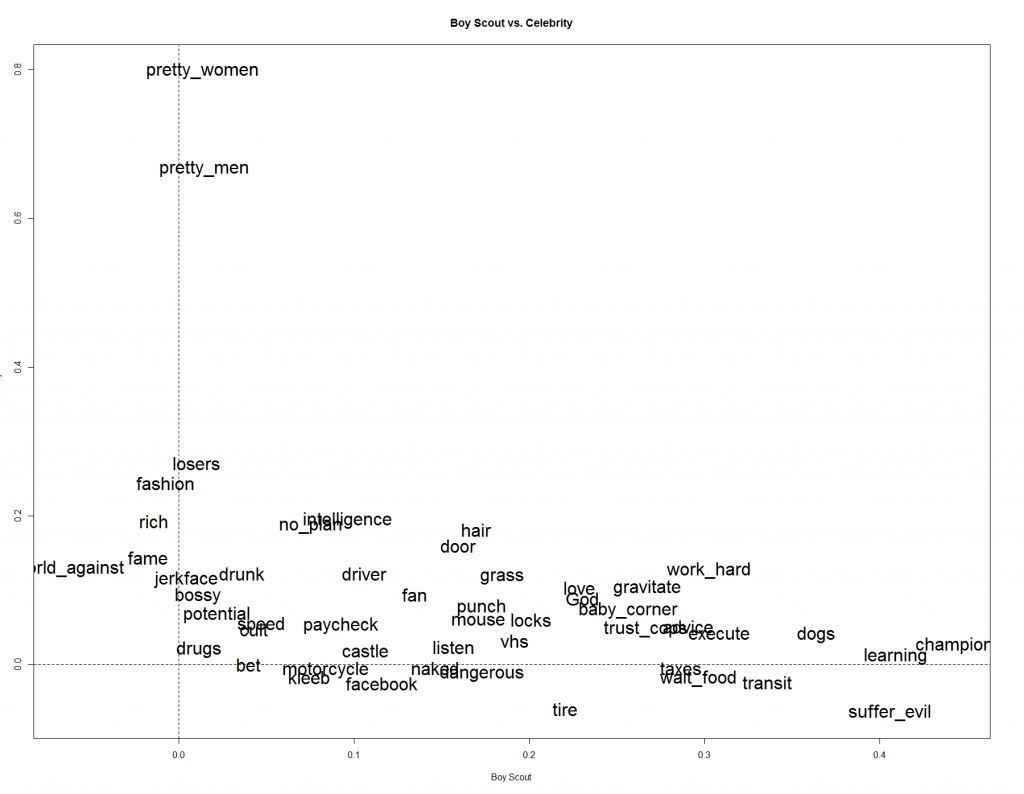 Boy Scout vs. Celebrity
0.8
pretty_women
pretty_men
0.6
0.4
losers
fashion
0.2
rich
no_plan
intelligence
hair
door
fame
orld_against
jerkface
drunk
driver
grass
work_hard
bossy
fan
love
gravitate
God
baby_corner
punch
potential
mouse
locks
speed
cult
paycheck
trust_cops
advice
execute
dogs
vhs
champion
drugs
castle
listen
learning
0.0
bet
motorcycle
naked
dangerous
taxes
kleeb
wait_food
facebook
transit
tire
suffer_evil
0.0
0.1
0.2
0.3
0.4
Boy Scout